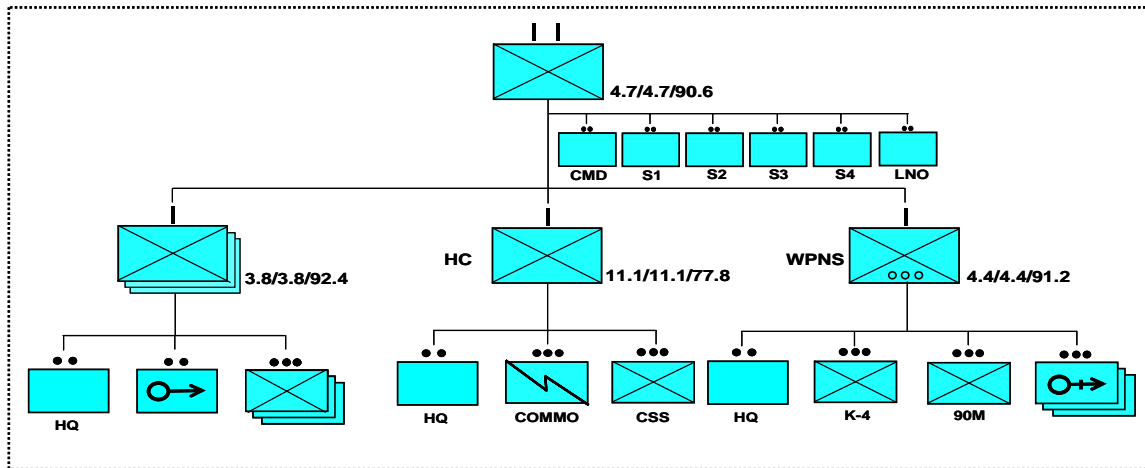 4.7/4.7/90.6
CMD
S1
S2
S3
S4
LNO
3.8/3.8/92.4
HC
11.1/11.1/77.8
WPNS
4.4/4.4/91.2
HQ
HQ
COMMO
CSS
HQ
K-4
90M